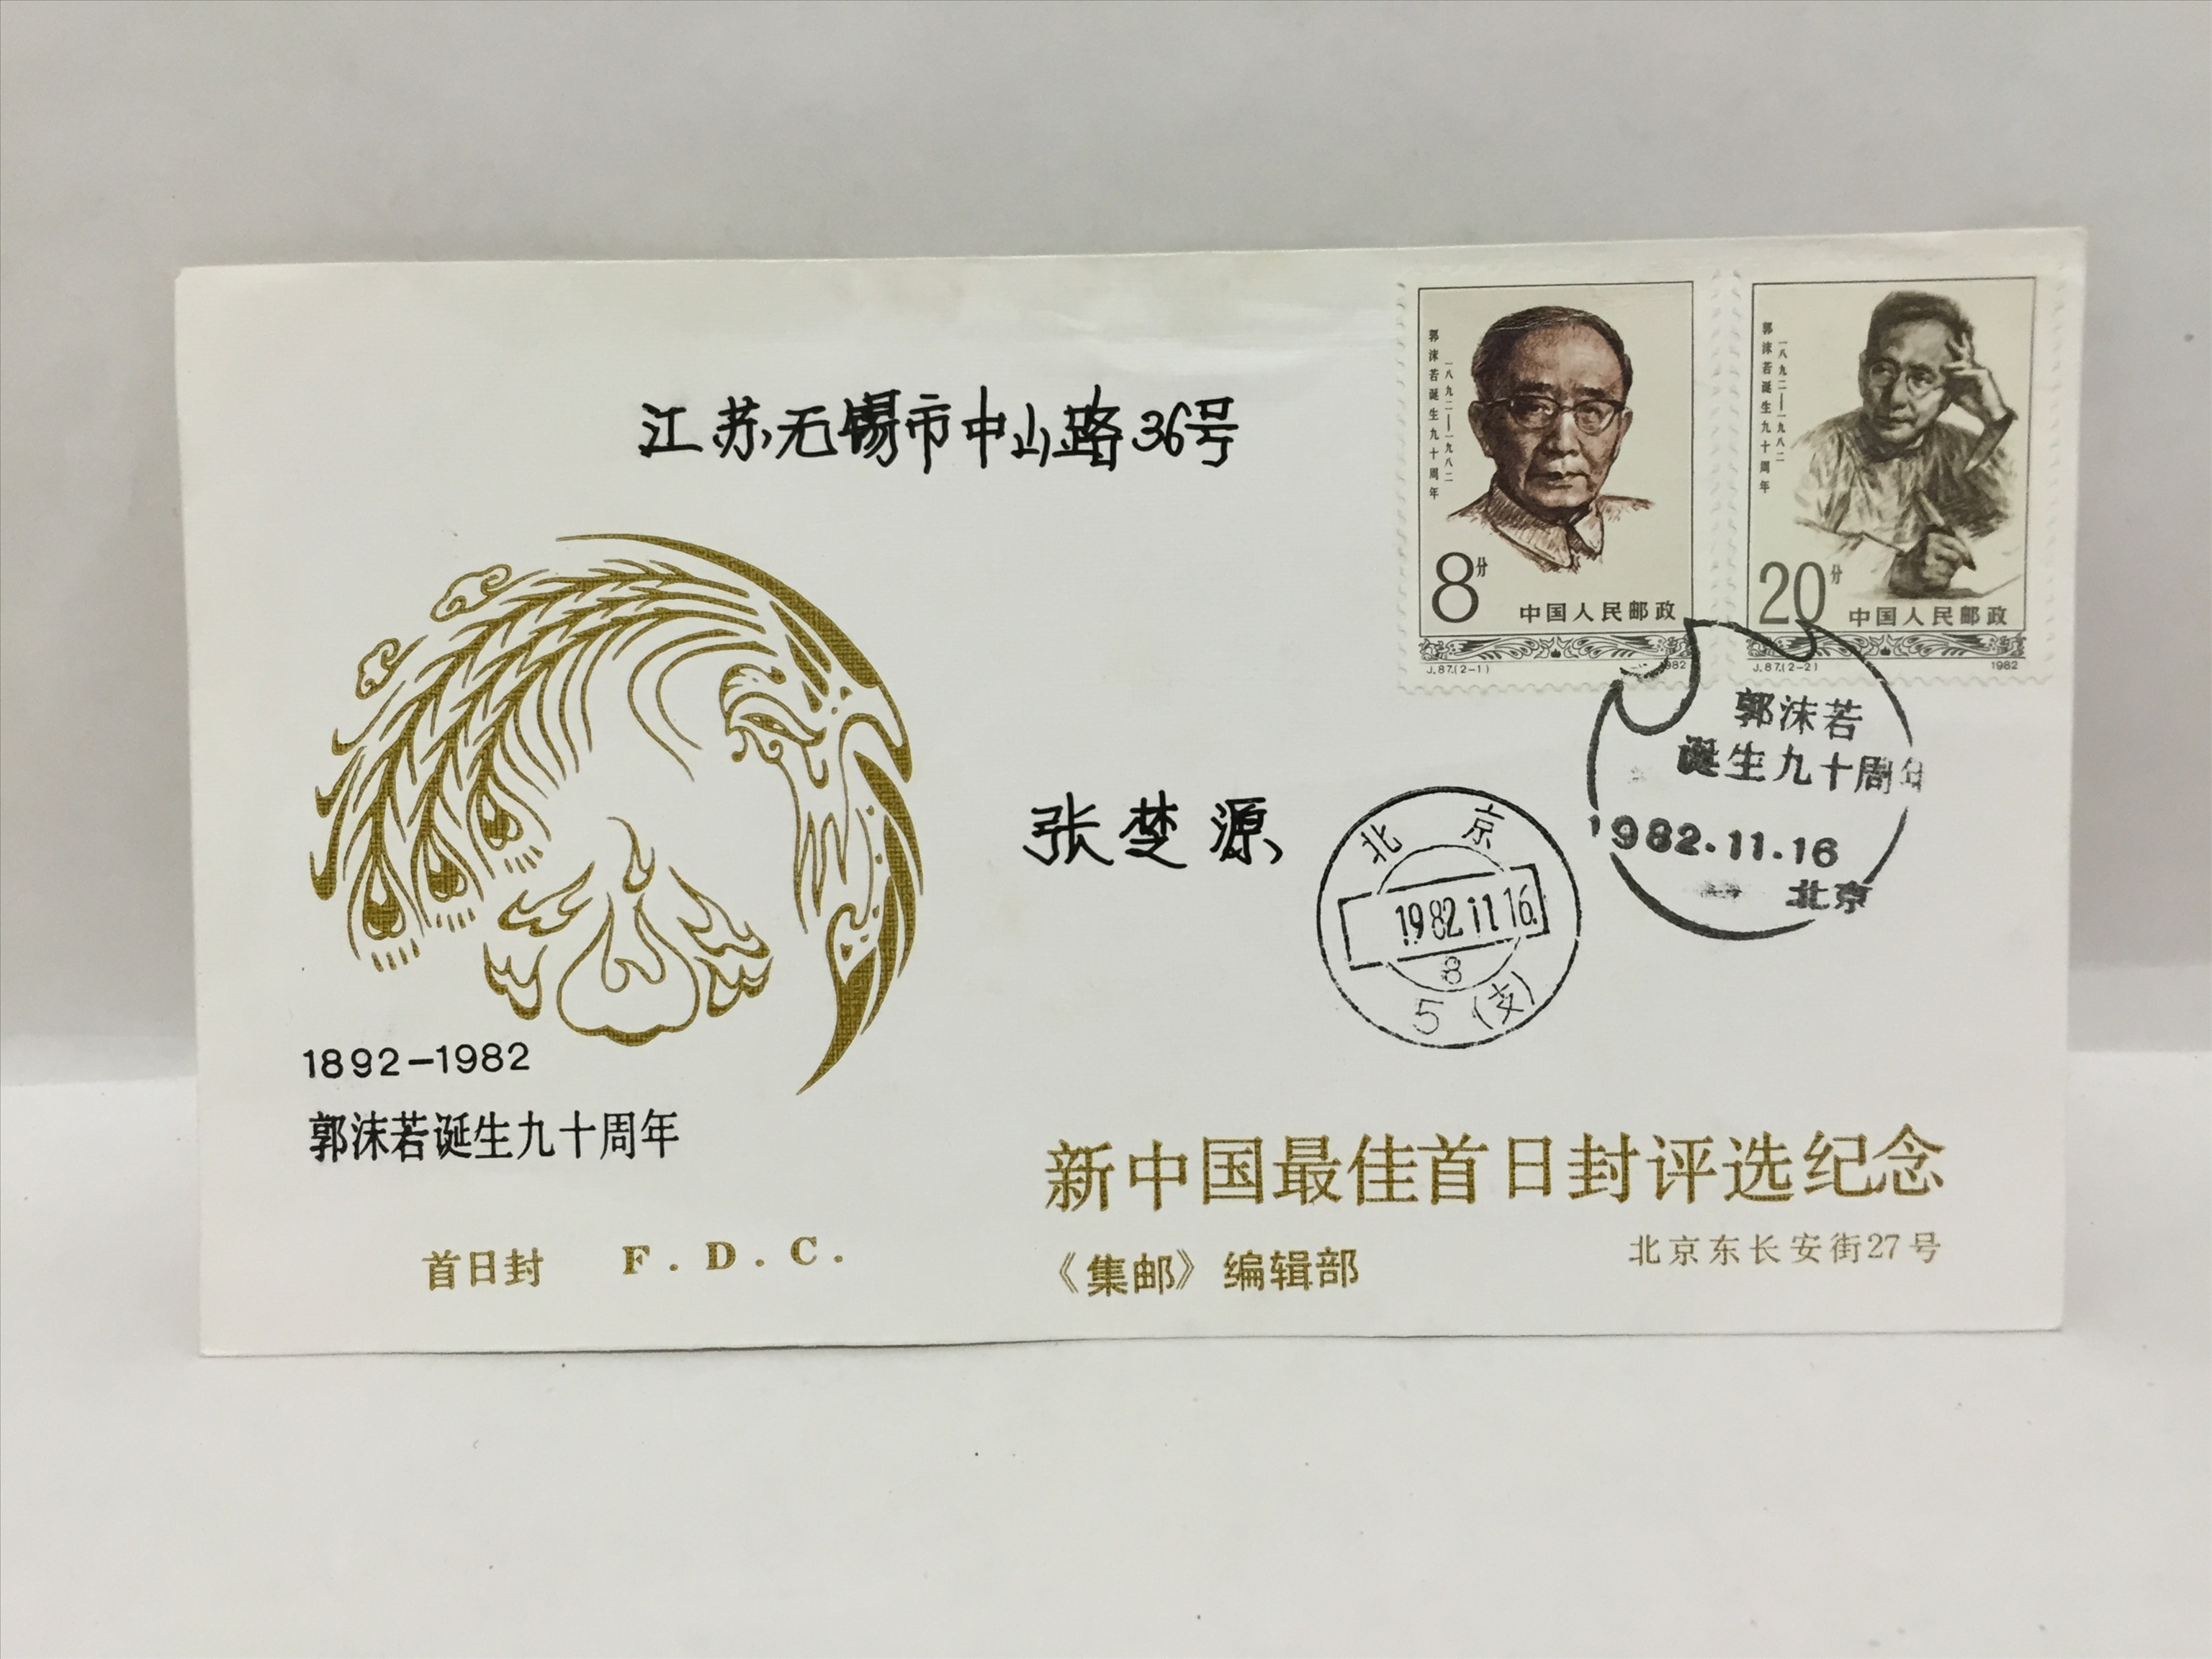 江苏无锡市中山路36号
郭沫若诞生九十周年
一八九二——一九八二
8分
中国人民邮政
J.87.(2-1)
1982
郭沫若诞生九十周年
一八九二——一九八二
20分
中国人民邮政
J.87.(2-2)
1982
郭沫若
诞生九十周年
1982.11.16
北京
张楚源
北京
1982.11.16.
8
5(支)
1892-1982
郭沫若诞生九十周年
首日封 F.D.C.
新中国最佳首日封评选纪念
《集邮》编辑部
北京东长安街27号